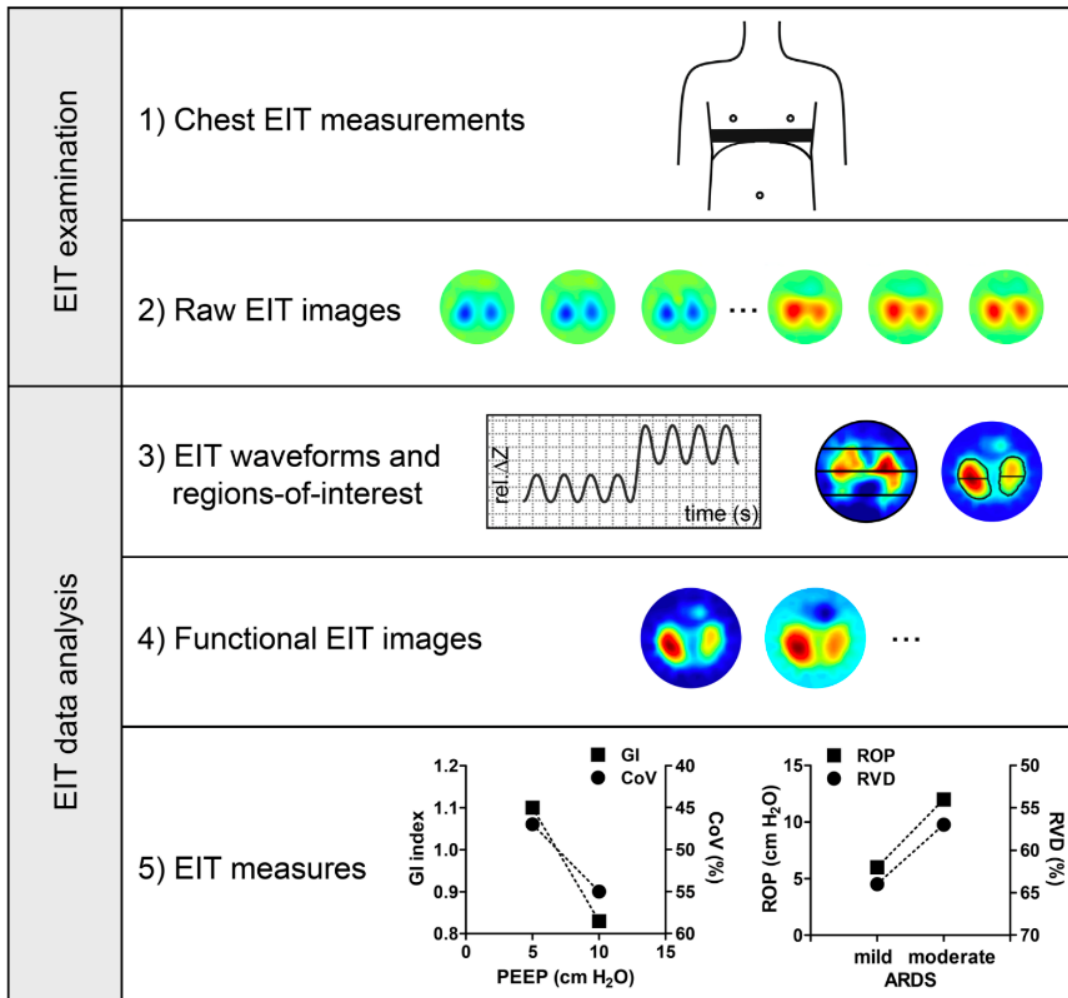 EIT examination
1) Chest EIT measurements
2) Raw EIT images
...
EIT data analysis
3) EIT waveforms and
regions-of-interest
rel.ΔZ
time (s)
4) Functional EIT images
...
5) EIT measures
GI
CoV
GI index
1.2
1.1
1.0
0.9
0.8
0
5
10
15
PEEP (cm H₂O)
40
45
50
55
60
CoV (%)
ROP
RVD
ROP (cm H₂O)
15
10
5
0
mild moderate
ARDS
50
55
60
65
70
RVD (%)